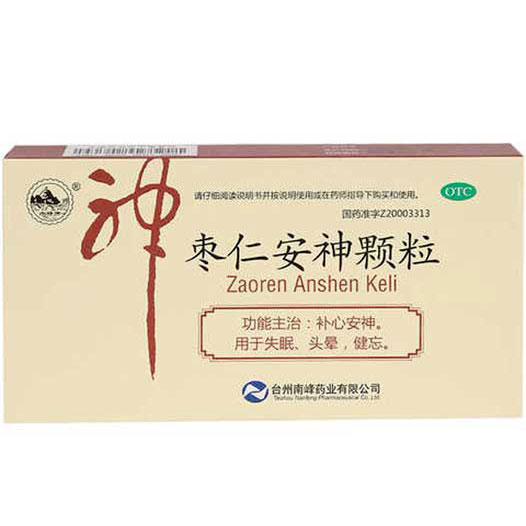 神
®
请仔细阅读说明书并按说明使用或在药师指导下购买和使用。
OTC
国药准字Z20003313
枣仁安神颗粒
Zaoren Anshen Keli
功能主治：补心安神。
用于失眠、头晕，健忘。
台州南峰药业有限公司
Taizhou Nanfeng Pharmaceutical Co., Ltd